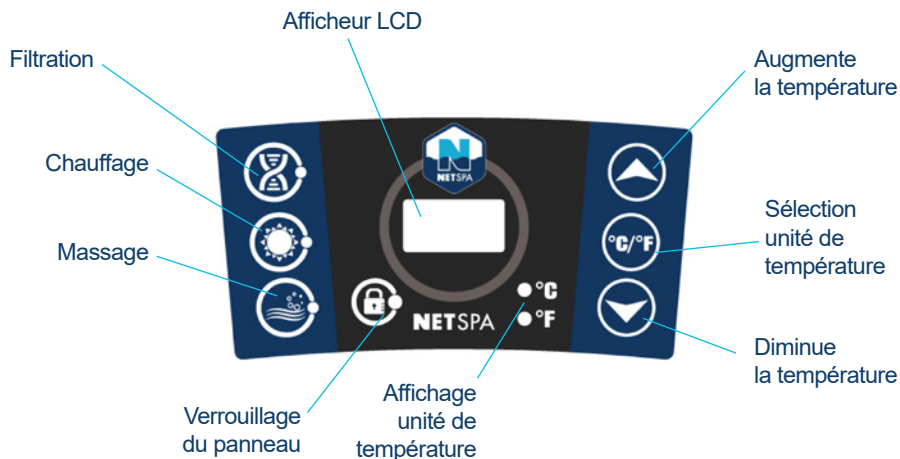 Afficheur LCD
Filtration
Augmente
la température
Chauffage
NETSPA
Massage
°C/°F
Sélection
unité de
température
°C
NETSPA
°F
Diminue
la température
Verrouillage
du panneau
Affichage
unité de
température